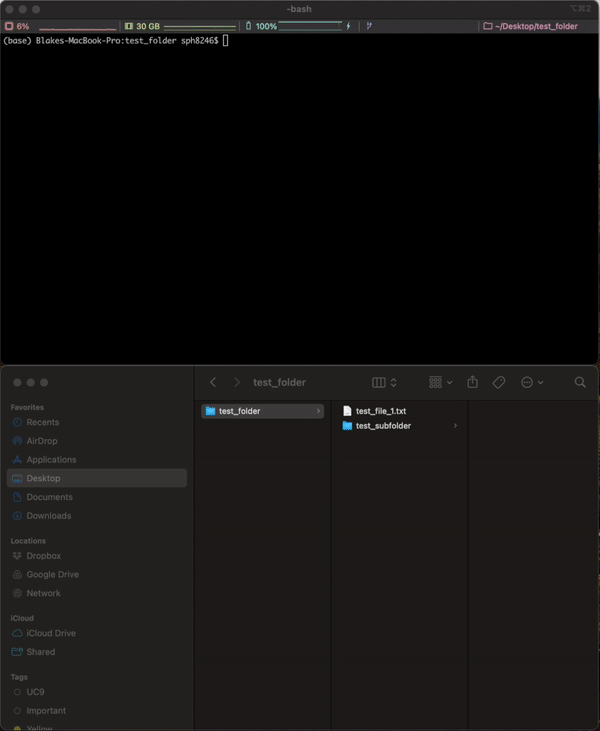 -bash
⌥⌘2
6%
30 GB
100%
~/Desktop/test_folder
(base) Blakes-MacBook-Pro:test_folder sph8246$
test_folder
Favorites
Recents
AirDrop
Applications
Desktop
Documents
Downloads
Locations
Dropbox
Google Drive
Network
iCloud
iCloud Drive
Shared
Tags
UC9
Important
Yellow
test_folder
test_file_1.txt
test_subfolder